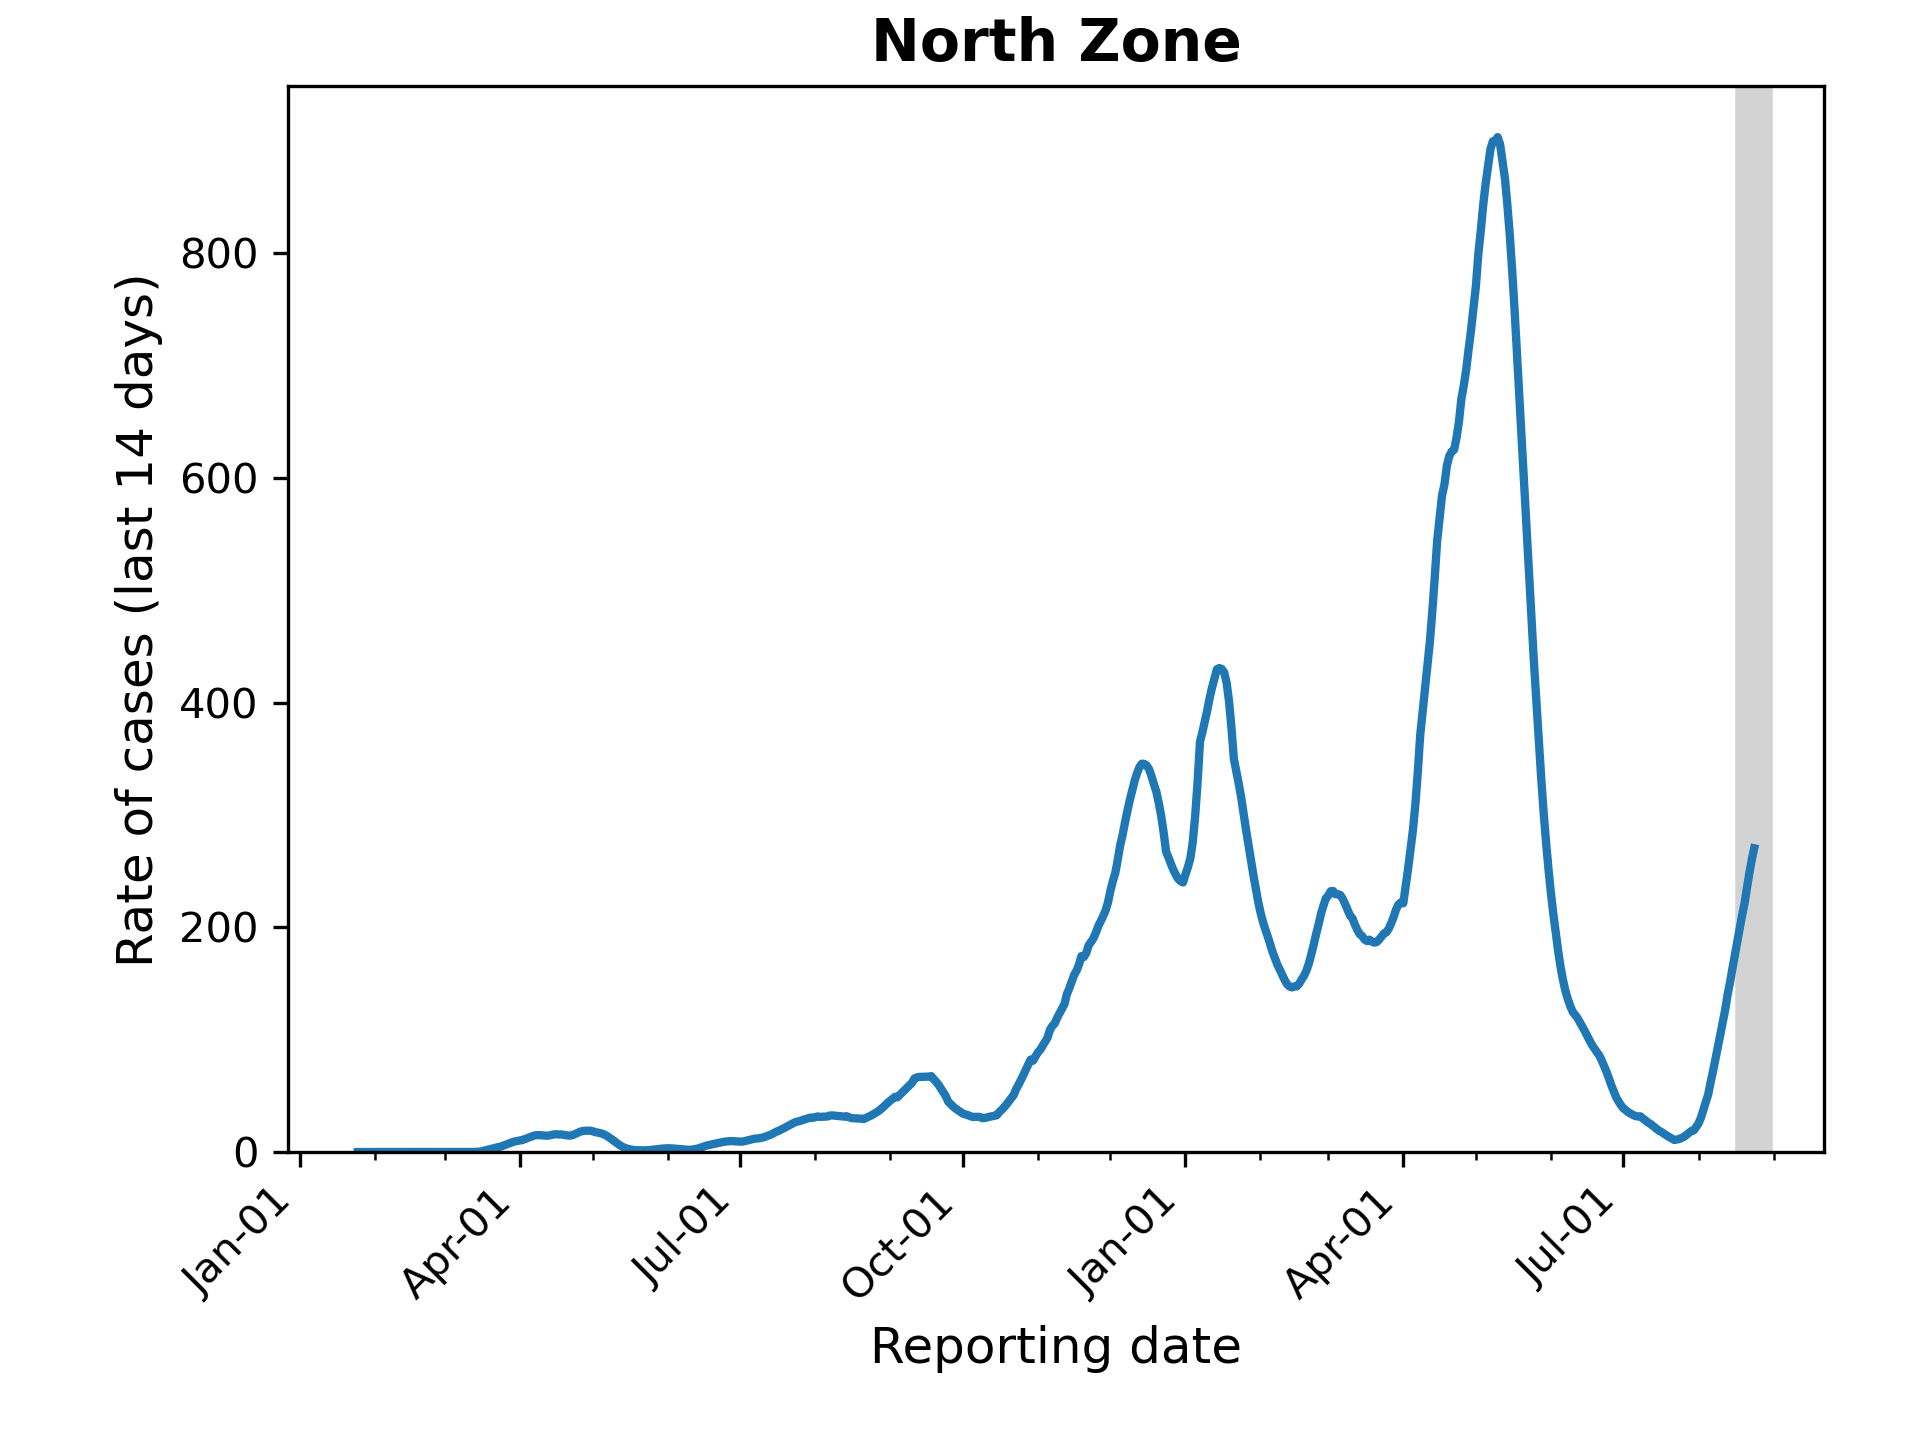 North Zone
Rate of cases (last 14 days)
800
600
400
200
0
Jan-01
Apr-01
Jul-01
Oct-01
Jan-01
Apr-01
Jul-01
Reporting date